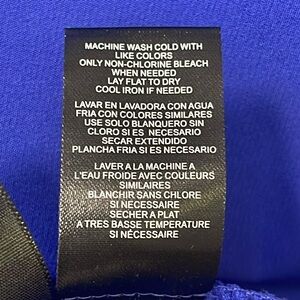 MACHINE WASH COLD WITH
LIKE COLORS
ONLY NON-CHLORINE BLEACH
WHEN NEEDED
LAY FLAT TO DRY
COOL IRON IF NEEDED
LAVAR EN LAVADORA CON AGUA
FRIA CON COLORES SIMILARES
USE SOLO BLANQUERO SIN
CLORO SI ES NECESARIO
SECAR EXTENDIDO
PLANCHA FRIA SI ES NECESARIO
LAVER A LA MACHINE A
L'EAU FROIDE AVEC COULEURS
SIMILAIRES
BLANCHIR SANS CHLORE
SI NECESSAIRE
SECHER A PLAT
A TRES BASSE TEMPERATURE
SI NECESSAIRE